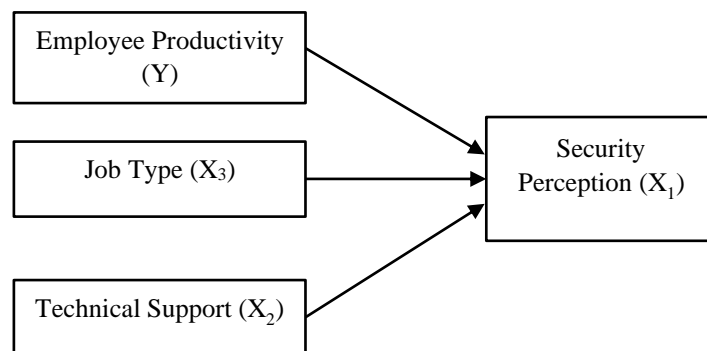 Employee Productivity
(Y)
Job Type (X₃)
Technical Support (X₂)
Security
Perception (X₁)